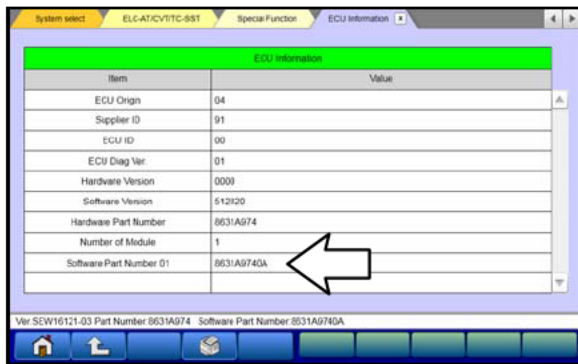 System select ELC-AT/CVT/TC-SST Special Function ECU Information x
ECU Information
Item Value
ECU Origin 04
Supplier ID 91
ECU ID 00
ECU Diag Ver. 01
Hardware Version 0000
Software Version 512020
Hardware Part Number 8631A974
Number of Module 1
Software Part Number 01 8631A9740A
Ver.SEW16121-03 Part Number:8631A974 Software Part Number:8631A9740A